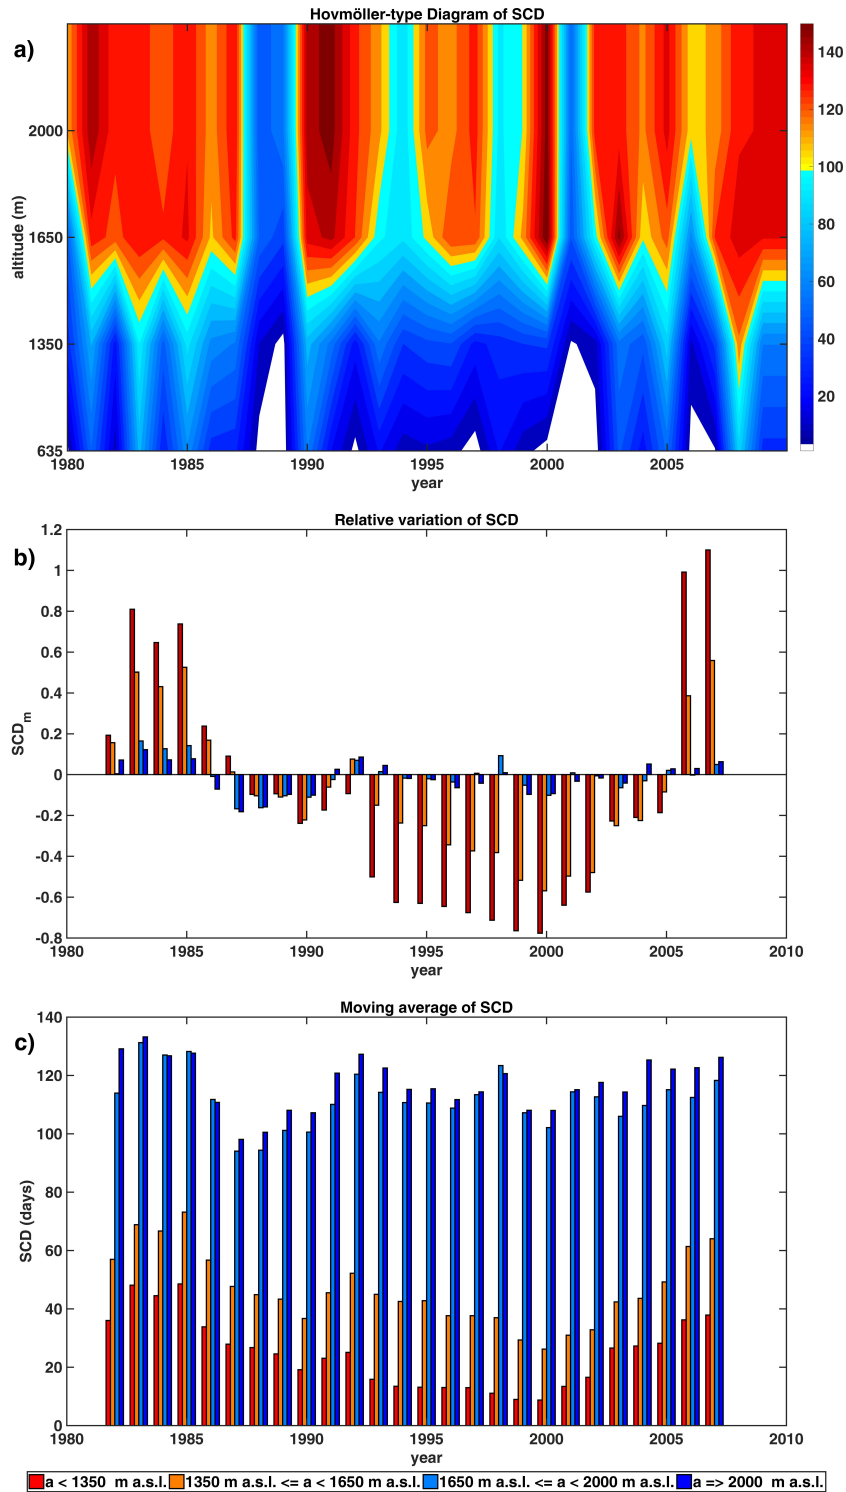 Hovmöller-type Diagram of SCD
a)
altitude (m)
2000
1650
1350
635
1980 1985 1990 1995 2000 2005
year
140
120
100
80
60
40
20
Relative variation of SCD
b)
SCDm
1.2
1
0.8
0.6
0.4
0.2
0
-0.2
-0.4
-0.6
-0.8
1980 1985 1990 1995 2000 2005 2010
year
Moving average of SCD
c)
SCD (days)
140
120
100
80
60
40
20
0
1980 1985 1990 1995 2000 2005 2010
year
a < 1350 m a.s.l. 1350 m a.s.l. <= a < 1650 m a.s.l. 1650 m a.s.l. <= a < 2000 m a.s.l. a => 2000 m a.s.l.